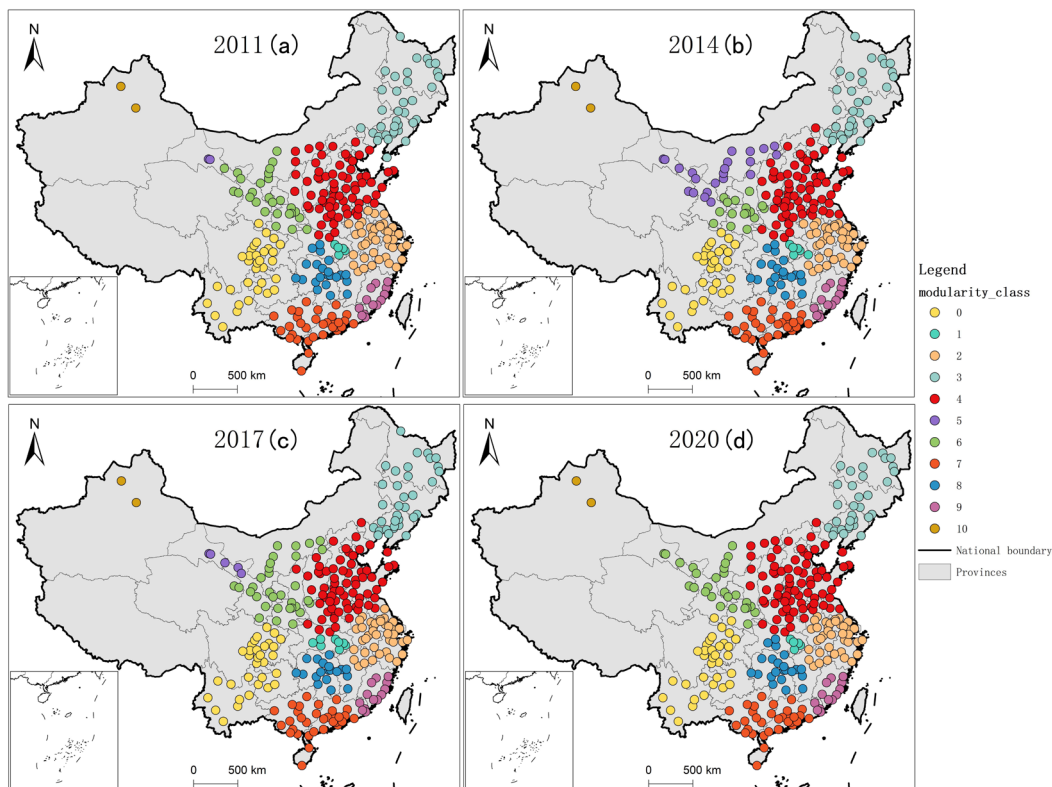 N
2011(a)
0 500 km
N
2014(b)
0 500 km
N
2017(c)
0 500 km
N
2020(d)
0 500 km
Legend
modularity_class
0
1
2
3
4
5
6
7
8
9
10
National boundary
Provinces